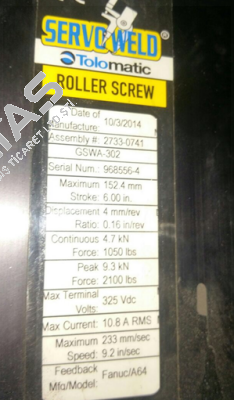 SERVOWELD®
Tolomatic
ROLLER SCREW
Date of 10/3/2014
Manufacture:
Assembly #: 2733-0741
GSWA-302
Serial Num.: 968556-4
Maximum 152.4 mm
Stroke: 6.00 in.
Displacement 4 mm/rev
Ratio: 0.16 in/rev
Continuous 4.7 kN
Force: 1050 lbs
Peak 9.3 kN
Force: 2100 lbs
Max Terminal 325 Vdc
Volts:
Max Current: 10.8 A RMS
Maximum 233 mm/sec
Speed: 9.2 in/sec
Feedback Fanuc/A64
Mfg/Model: